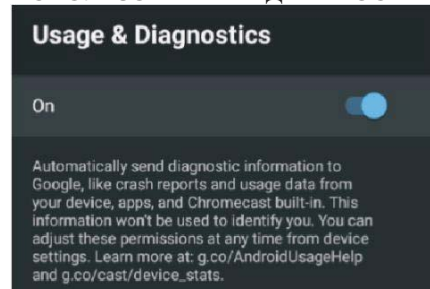 Usage & Diagnostics
On
Automatically send diagnostic information to
Google, like crash reports and usage data from
your device, apps, and Chromecast built-in. This
information won't be used to identify you. You can
adjust these permissions at any time from device
settings. Learn more at: g.co/AndroidUsageHelp
and g.co/cast/device_stats.